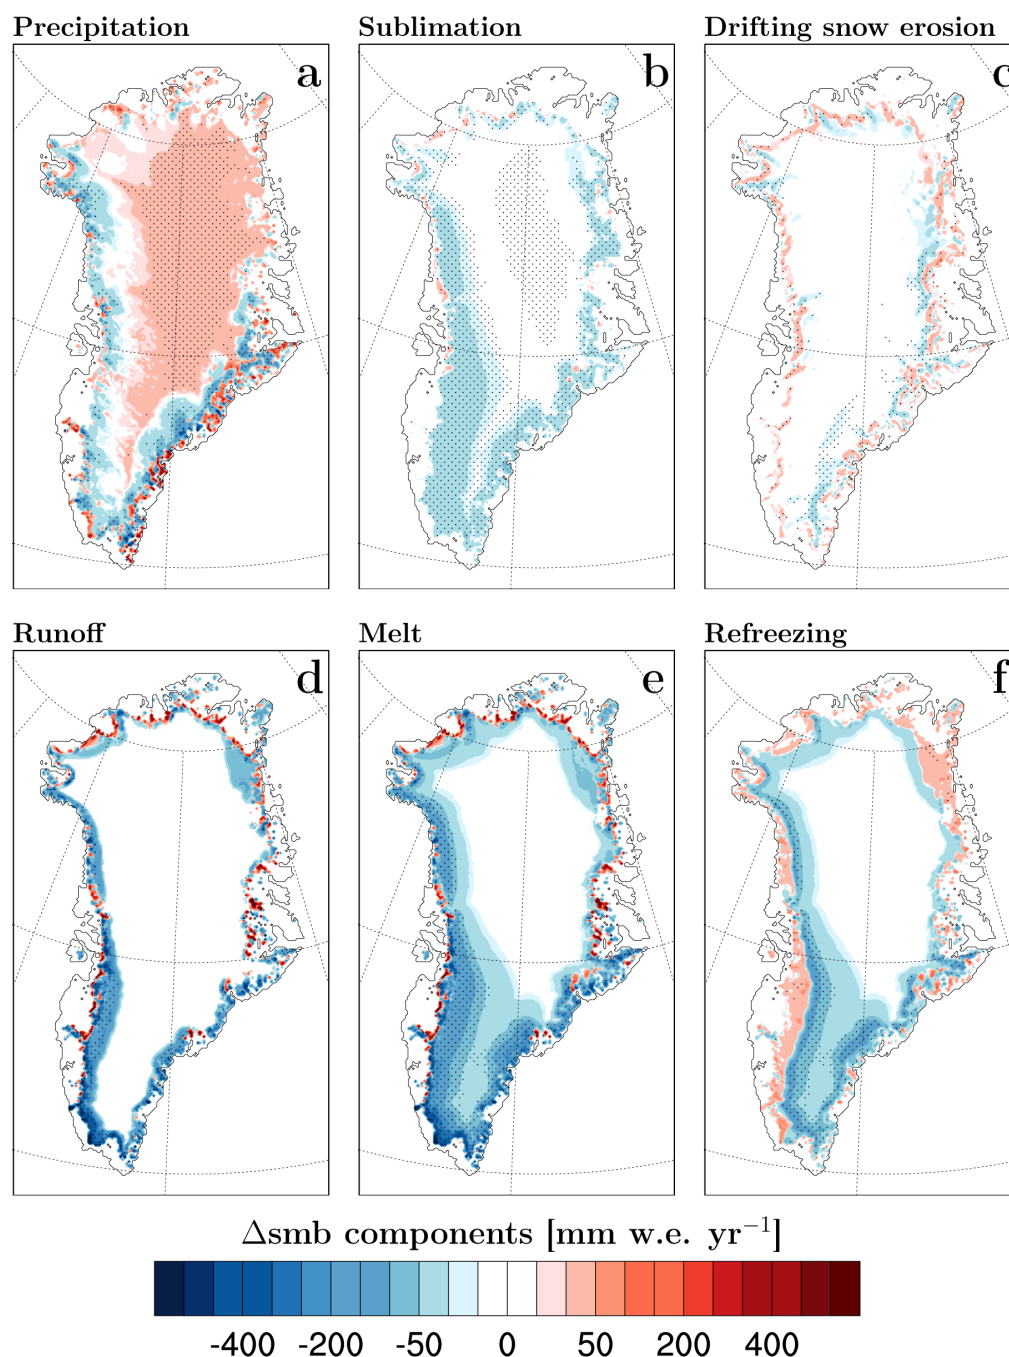 Precipitation Sublimation Drifting snow erosion
a b c
Runoff Melt Refreezing
d e f
Δsmb components [mm w.e. yr⁻¹]
-400 -200 -50 0 50 200 400